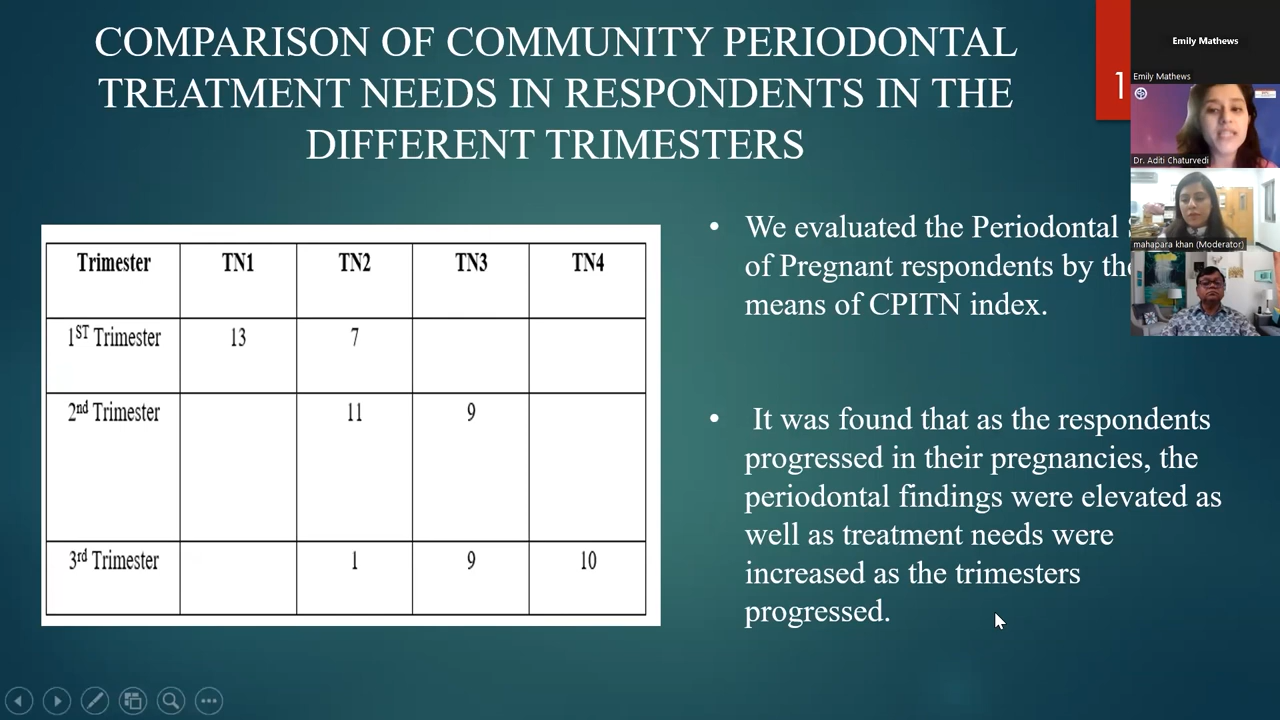 COMPARISON OF COMMUNITY PERIODONTAL
TREATMENT NEEDS IN RESPONDENTS IN THE
DIFFERENT TRIMESTERS
1
Emily Mathews
Emily Mathews
Dr. Aditi Chaturvedi
mahapara khan (Moderator)
Trimester TN1 TN2 TN3 TN4
1ST Trimester 13 7
2nd Trimester 11 9
3rd Trimester 1 9 10
• We evaluated the Periodontal
of Pregnant respondents by the
means of CPITN index.
• It was found that as the respondents
progressed in their pregnancies, the
periodontal findings were elevated as
well as treatment needs were
increased as the trimesters
progressed.